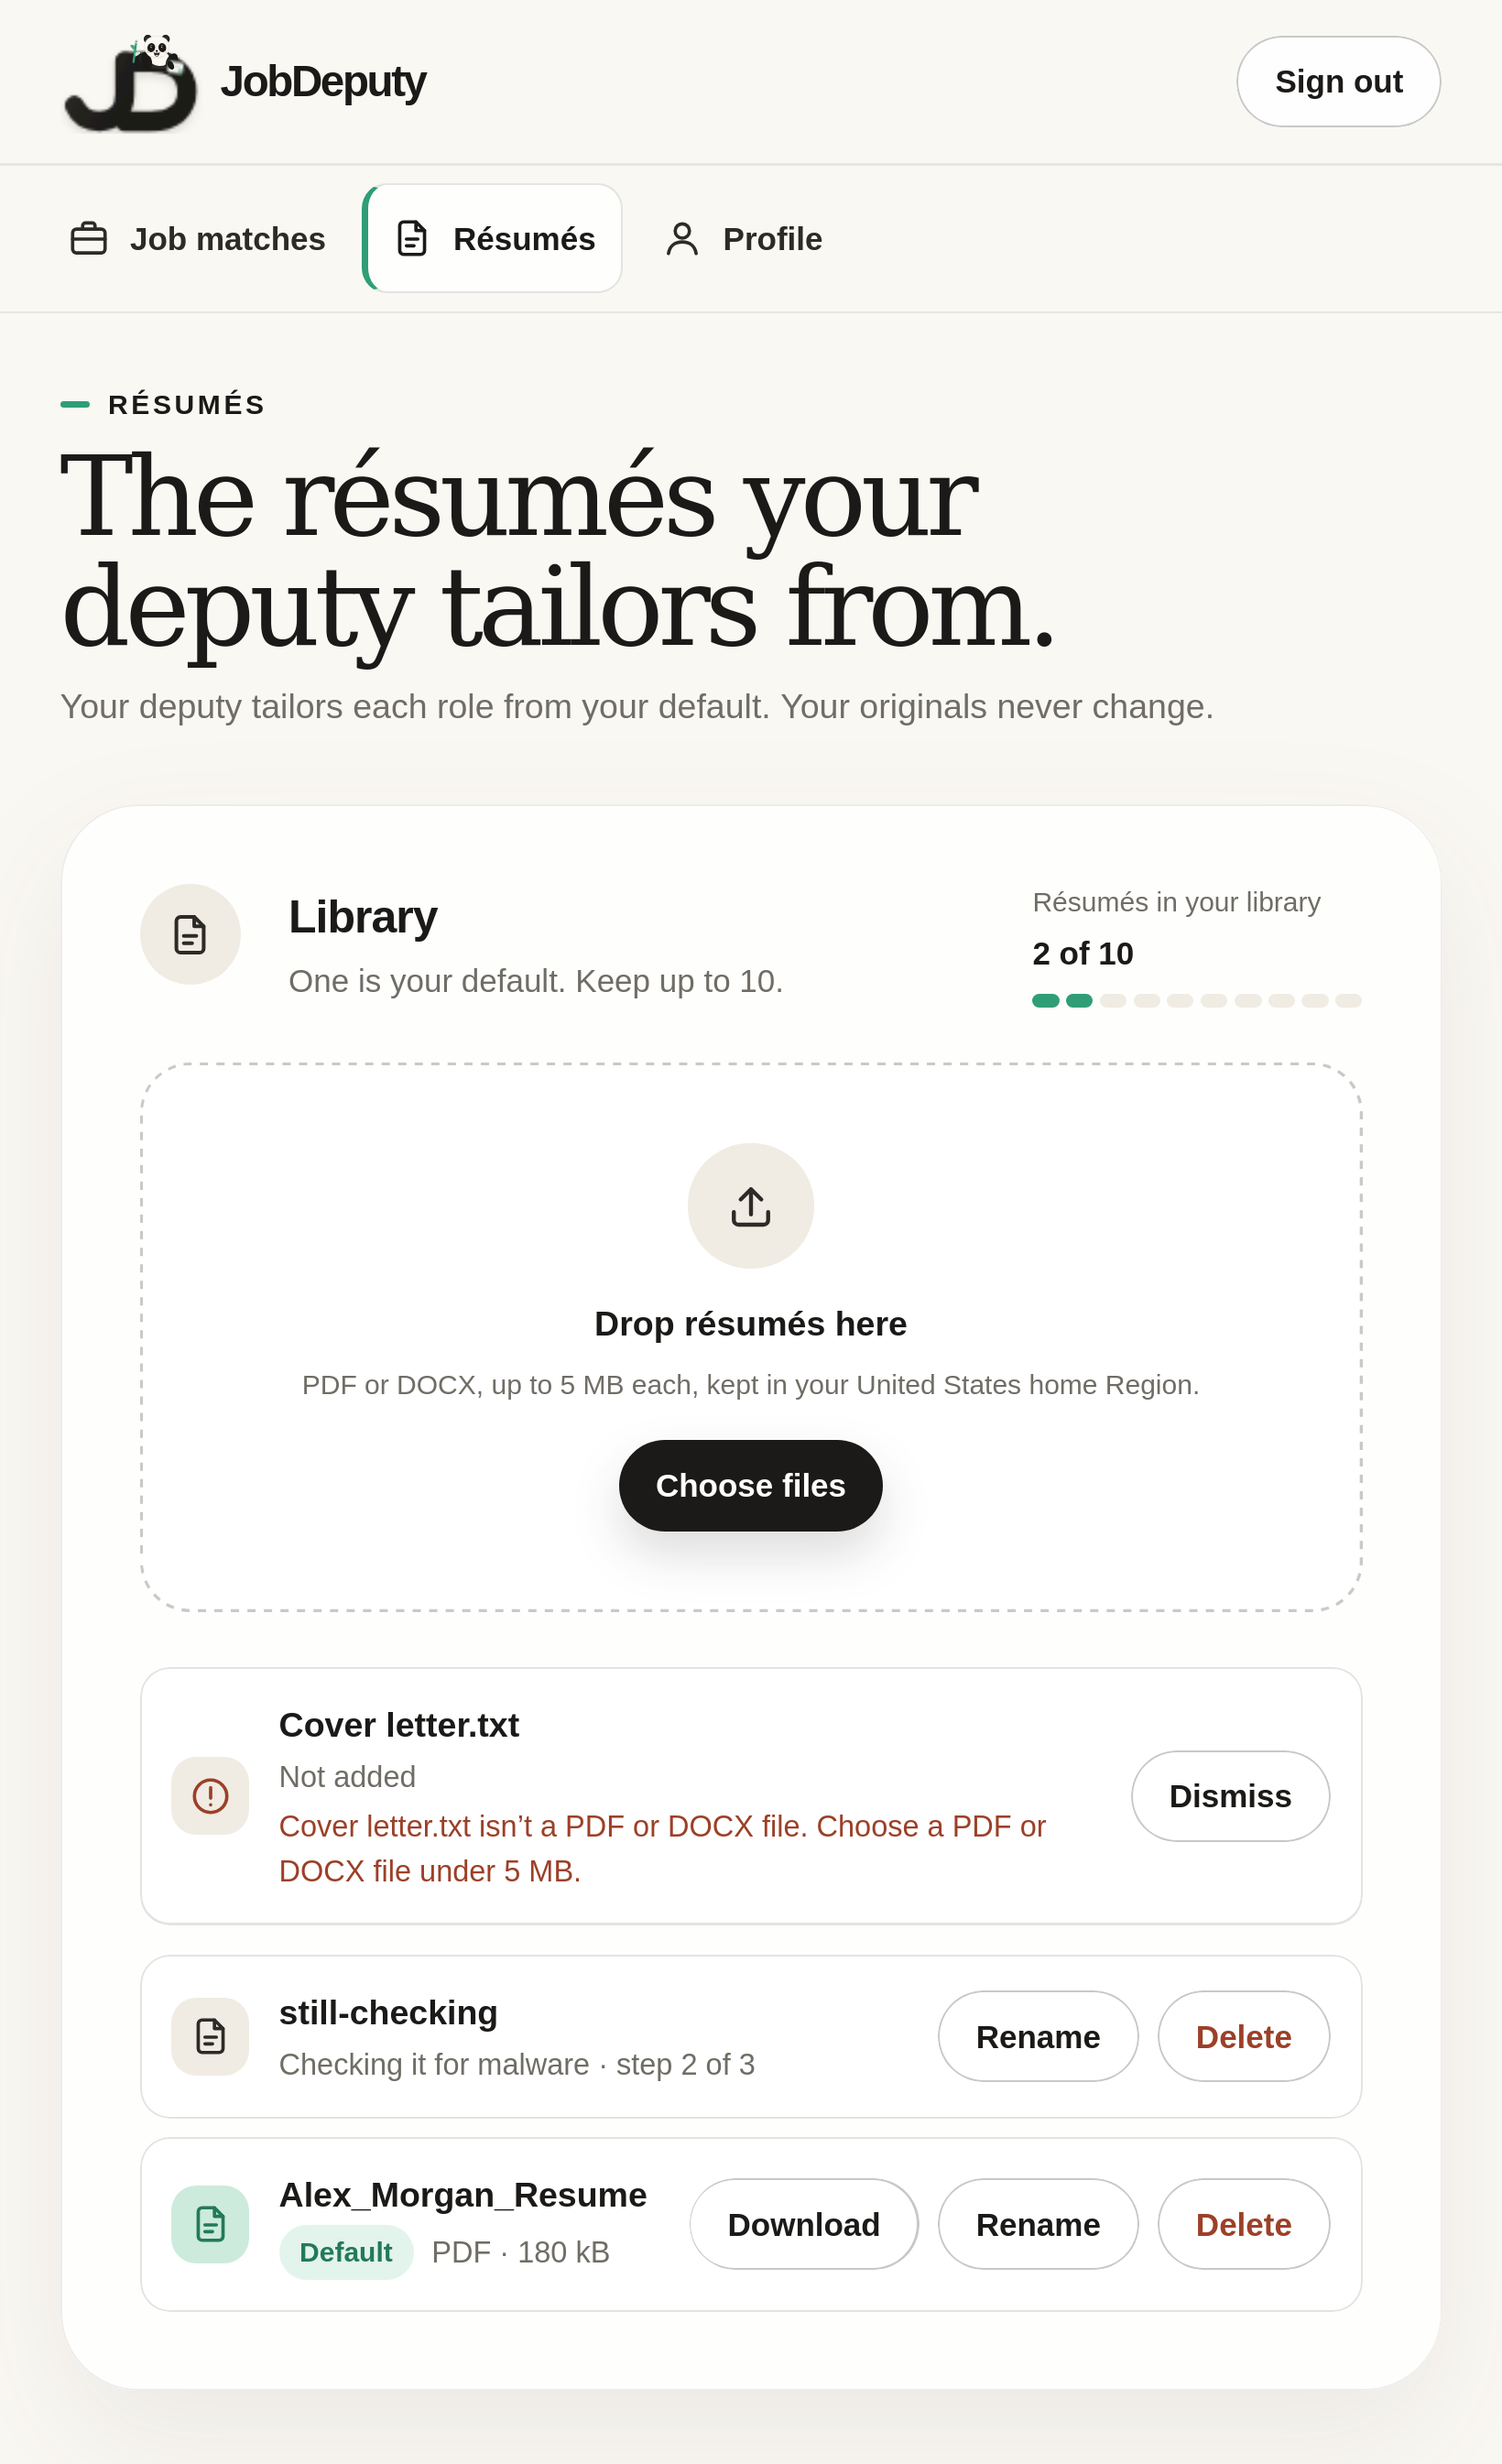 JobDeputy
Sign out
Job matches
Résumés
Profile
RÉSUMÉS
The résumés your
deputy tailors from.
Your deputy tailors each role from your default. Your originals never change.
Library
One is your default. Keep up to 10.
Résumés in your library
2 of 10
Drop résumés here
PDF or DOCX, up to 5 MB each, kept in your United States home Region.
Choose files
Cover letter.txt
Not added
Cover letter.txt isn’t a PDF or DOCX file. Choose a PDF or
DOCX file under 5 MB.
Dismiss
still-checking
Checking it for malware · step 2 of 3
Rename
Delete
Alex_Morgan_Resume
Default
PDF · 180 kB
Download
Rename
Delete